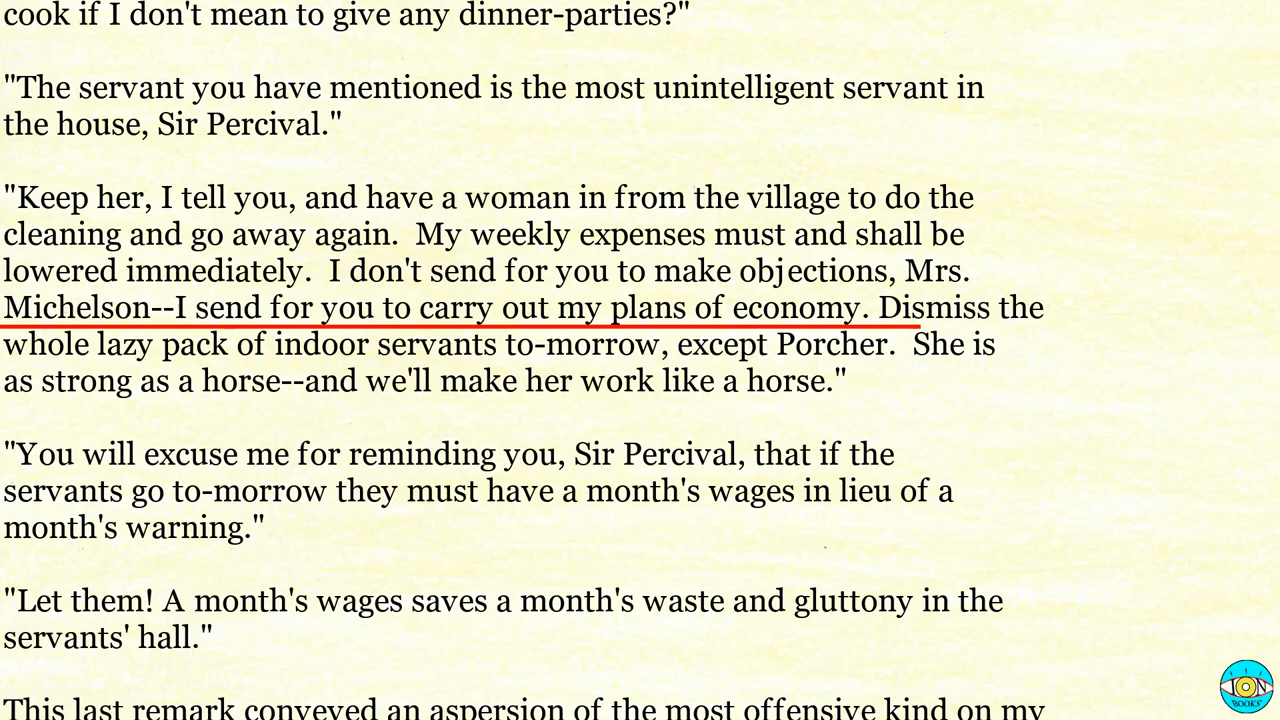 cook if I don't mean to give any dinner-parties?"
"The servant you have mentioned is the most unintelligent servant in
the house, Sir Percival."
"Keep her, I tell you, and have a woman in from the village to do the
cleaning and go away again.  My weekly expenses must and shall be
lowered immediately.  I don't send for you to make objections, Mrs.
Michelson--I send for you to carry out my plans of economy. Dismiss the
whole lazy pack of indoor servants to-morrow, except Porcher.  She is
as strong as a horse--and we'll make her work like a horse."
"You will excuse me for reminding you, Sir Percival, that if the
servants go to-morrow they must have a month's wages in lieu of a
month's warning."
"Let them! A month's wages saves a month's waste and gluttony in the
servants' hall."
This last remark conveyed an aspersion of the most offensive kind on my
ION
BOOKS